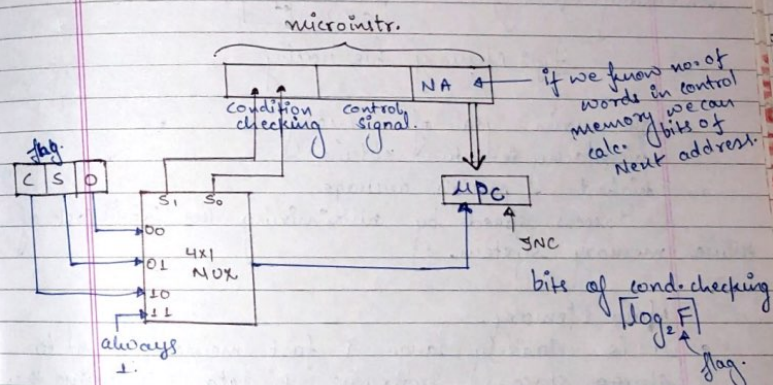 microinstr.
NA
condition
checking
control
signal.
if we know no. of
words in control
memory we can
calc. bits of
Next address.
flag.
C S O
S1 S0
00
01
10
11
4x1
MUX
always
1.
μPC
INC
bits of cond. checking
⌈log₂F⌉
flag.